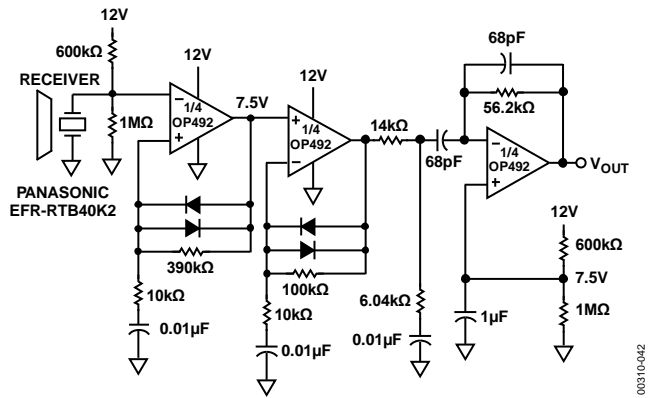 12V
600kΩ
RECEIVER
1MΩ
PANASONIC
EFR-RTB40K2
12V
−
1/4
OP492
+
7.5V
390kΩ
10kΩ
0.01µF
12V
+
1/4
OP492
−
100kΩ
10kΩ
0.01µF
14kΩ
68pF
6.04kΩ
0.01µF
68pF
56.2kΩ
−
1/4
OP492
+
VOUT
12V
600kΩ
7.5V
1µF
1MΩ
00310-042